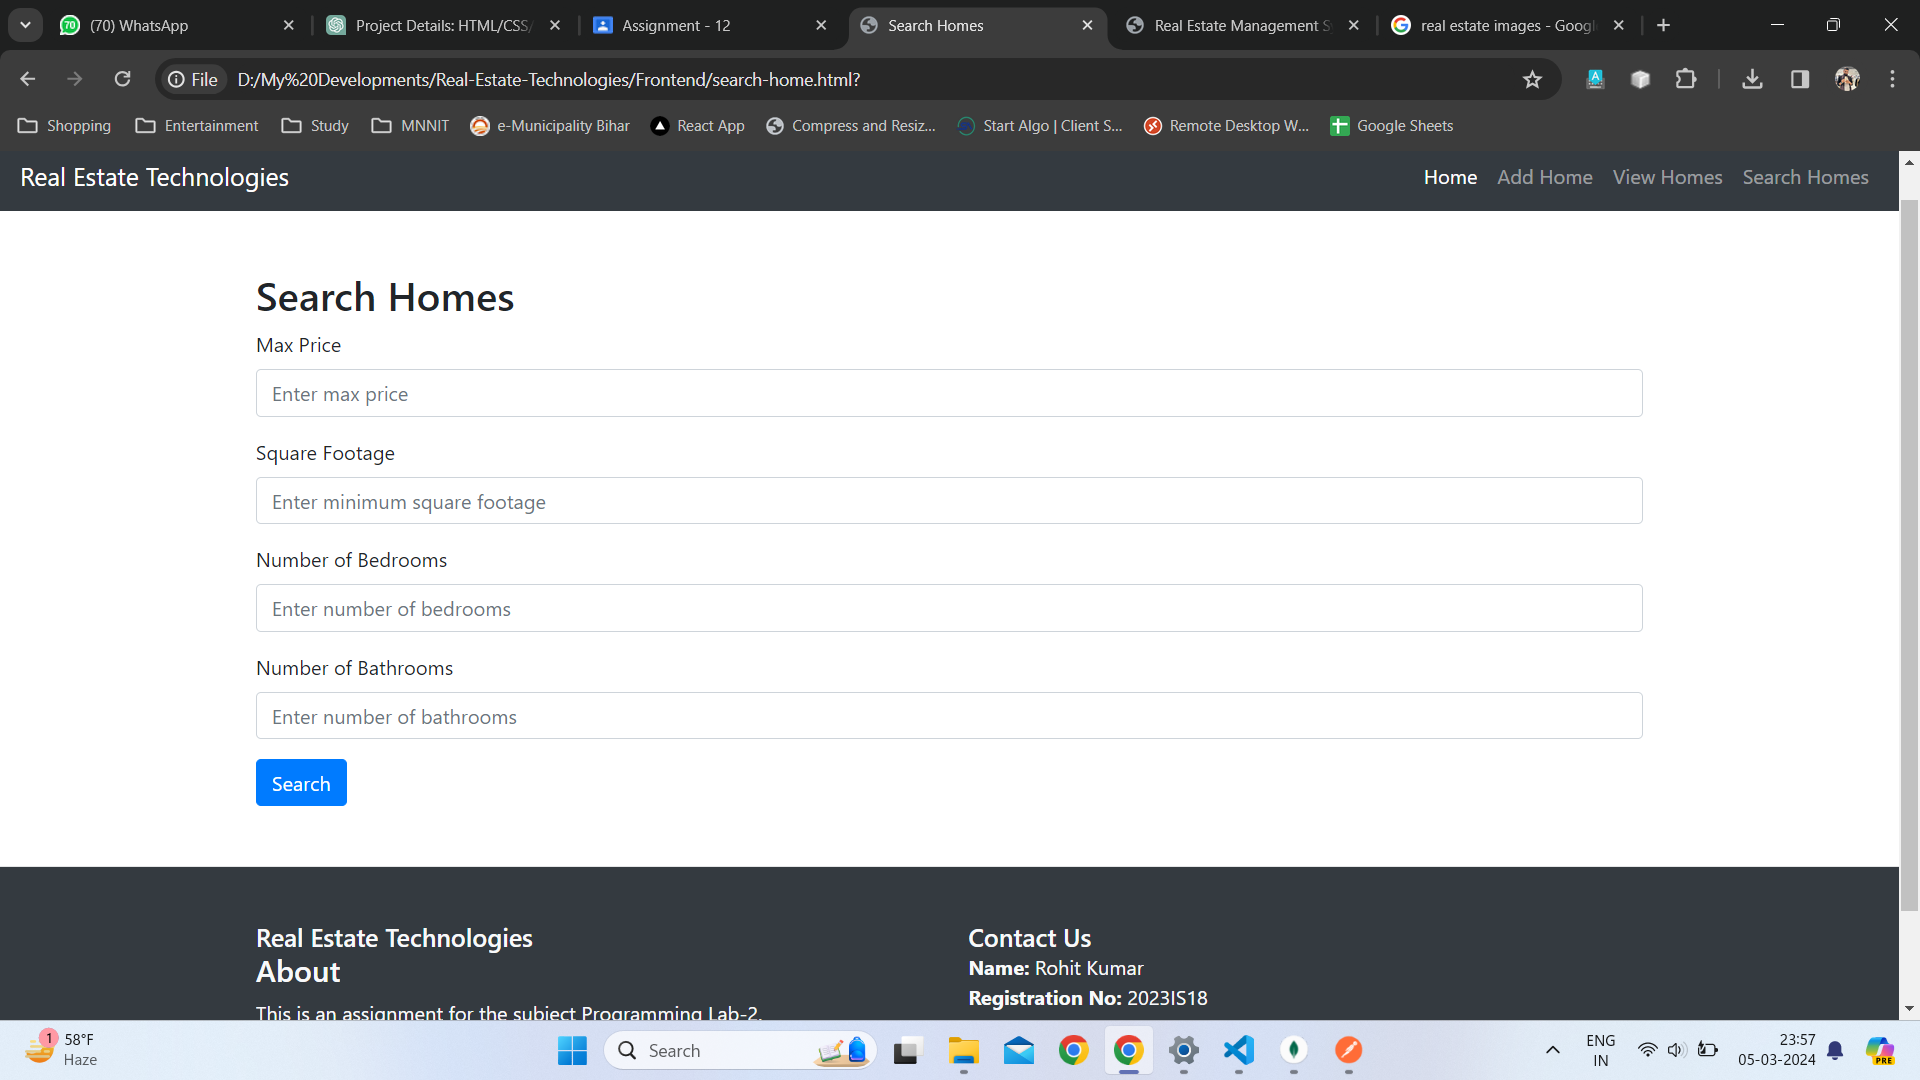 (70) WhatsApp
Project Details: HTML/CSS/
Assignment - 12
Search Homes
Real Estate Management S
real estate images - Googl
File
D:/My%20Developments/Real-Estate-Technologies/Frontend/search-home.html?
Shopping
Entertainment
Study
MNNIT
e-Municipality Bihar
React App
Compress and Resiz...
Start Algo | Client S...
Remote Desktop W...
Google Sheets
Real Estate Technologies
Home
Add Home
View Homes
Search Homes
Search Homes
Max Price
Enter max price
Square Footage
Enter minimum square footage
Number of Bedrooms
Enter number of bedrooms
Number of Bathrooms
Enter number of bathrooms
Search
Real Estate Technologies
About
This is an assignment for the subject Programming Lab-2.
Contact Us
Name: Rohit Kumar
Registration No: 2023IS18
1
58°F
Haze
Search
ENG
IN
23:57
05-03-2024
PRE